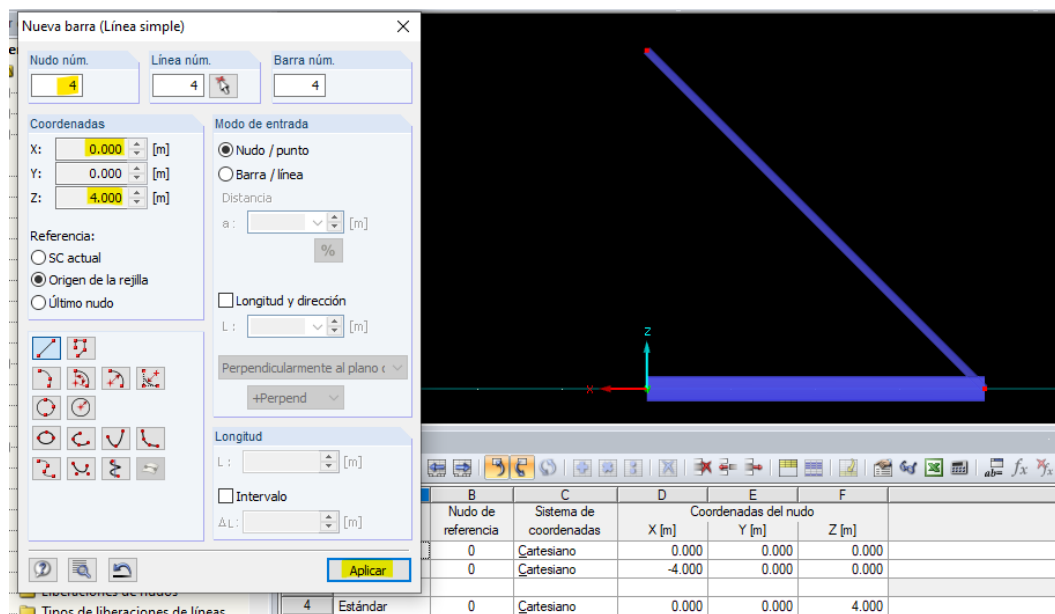 Nueva barra (Línea simple)
Nudo núm.
4
Línea núm.
4
Barra núm.
4
Coordenadas
X: 0.000 [m]
Y: 0.000 [m]
Z: 4.000 [m]
Referencia:
SC actual
Origen de la rejilla
Último nudo
Modo de entrada
Nudo / punto
Barra / línea
Distancia
a : [m]
%
Longitud y dirección
L : [m]
Perpendicularmente al plano
+Perpend
Longitud
L : [m]
Intervalo
ΔL: [m]
Aplicar
Z
X
B C D E F
Nudo de referencia
Sistema de coordenadas
Coordenadas del nudo
X [m] Y [m] Z [m]
0 Cartesiano 0.000 0.000 0.000
0 Cartesiano -4.000 0.000 0.000
4 Estándar 0 Cartesiano 0.000 0.000 4.000
Tipos de liberaciones de líneas